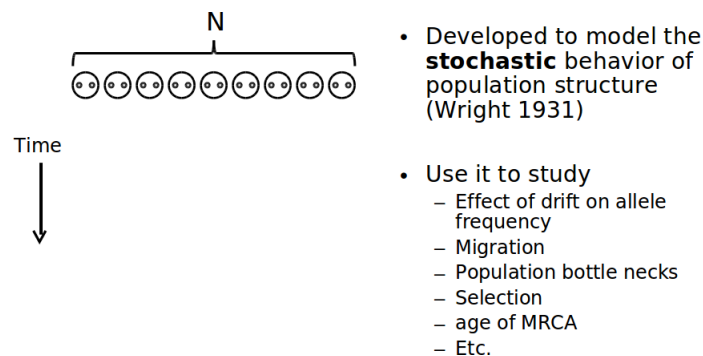 N
Time
• Developed to model the
stochastic behavior of
population structure
(Wright 1931)
• Use it to study
– Effect of drift on allele
frequency
– Migration
– Population bottle necks
– Selection
– age of MRCA
– Etc.